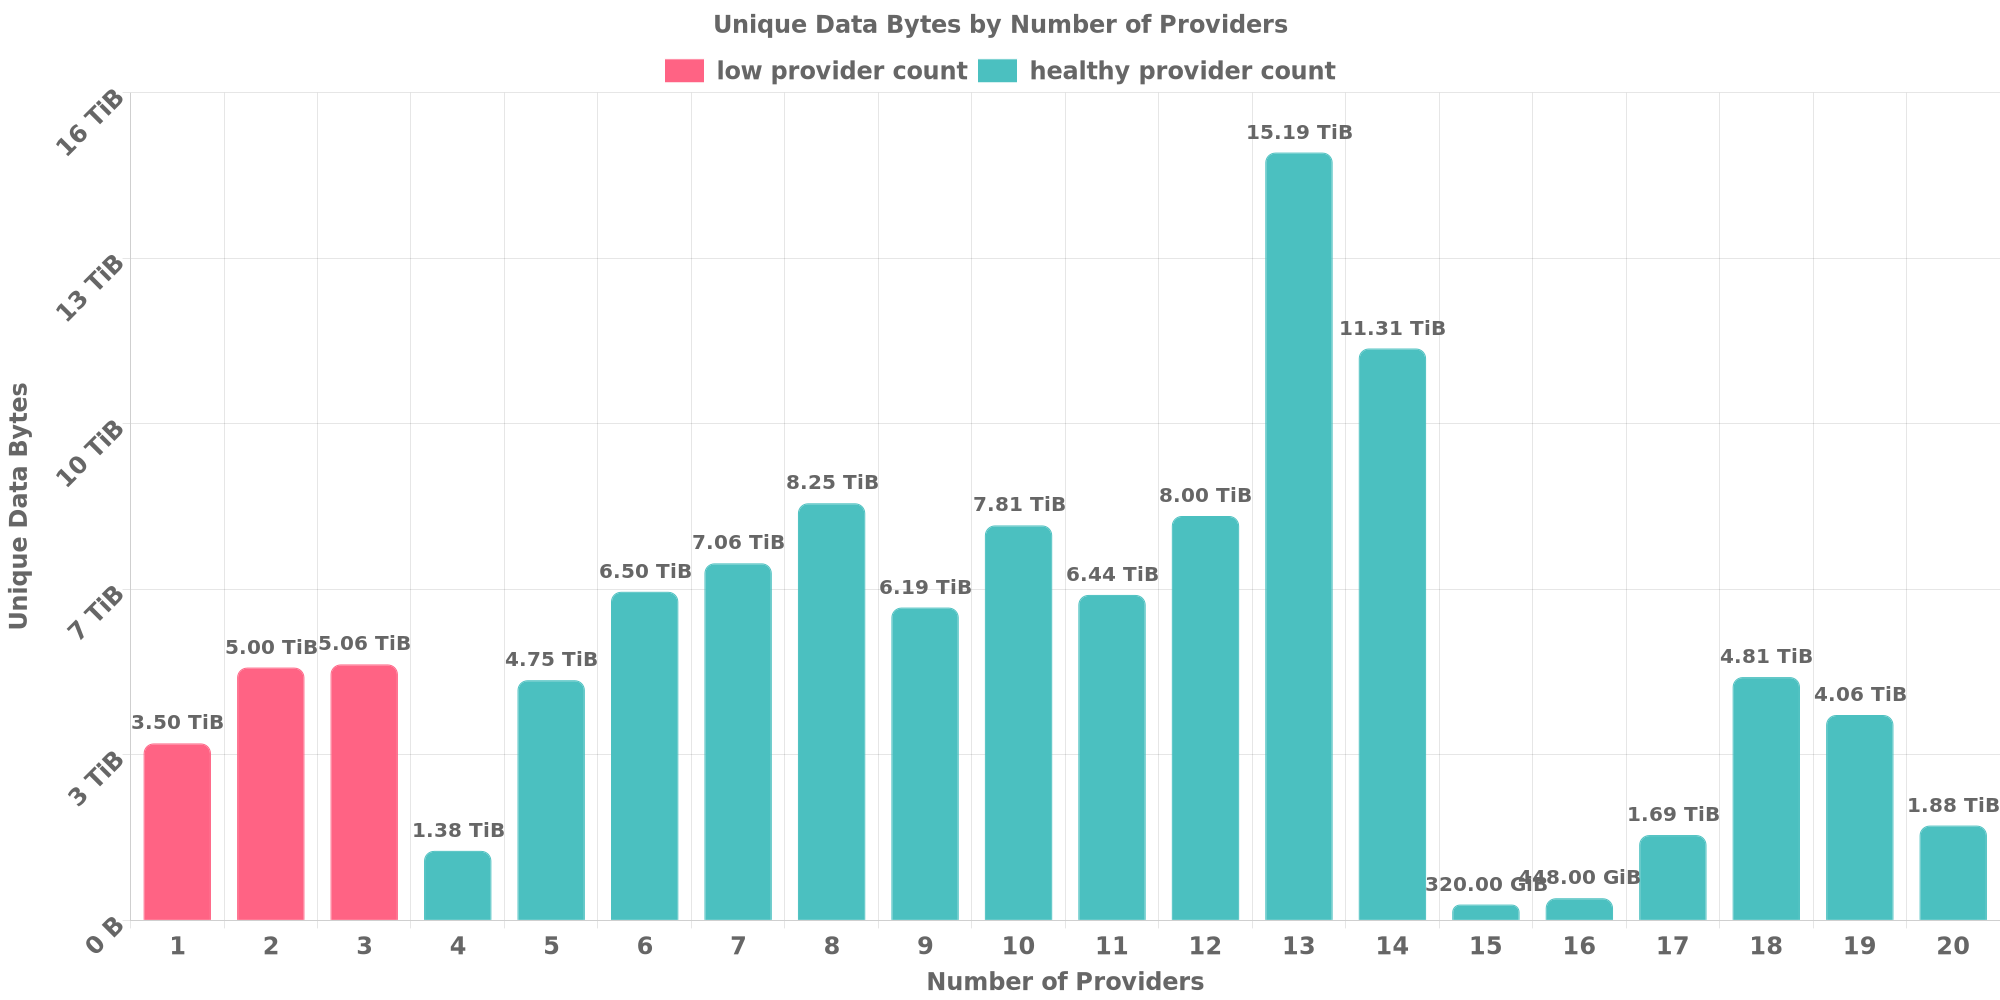 Unique Data Bytes by Number of Providers
low provider count healthy provider count
16 TiB
13 TiB
10 TiB
7 TiB
3 TiB
0 B
Unique Data Bytes
3.50 TiB
5.00 TiB
5.06 TiB
1.38 TiB
4.75 TiB
6.50 TiB
7.06 TiB
8.25 TiB
6.19 TiB
7.81 TiB
6.44 TiB
8.00 TiB
15.19 TiB
11.31 TiB
320.00 GiB
448.00 GiB
1.69 TiB
4.81 TiB
4.06 TiB
1.88 TiB
1 2 3 4 5 6 7 8 9 10 11 12 13 14 15 16 17 18 19 20
Number of Providers